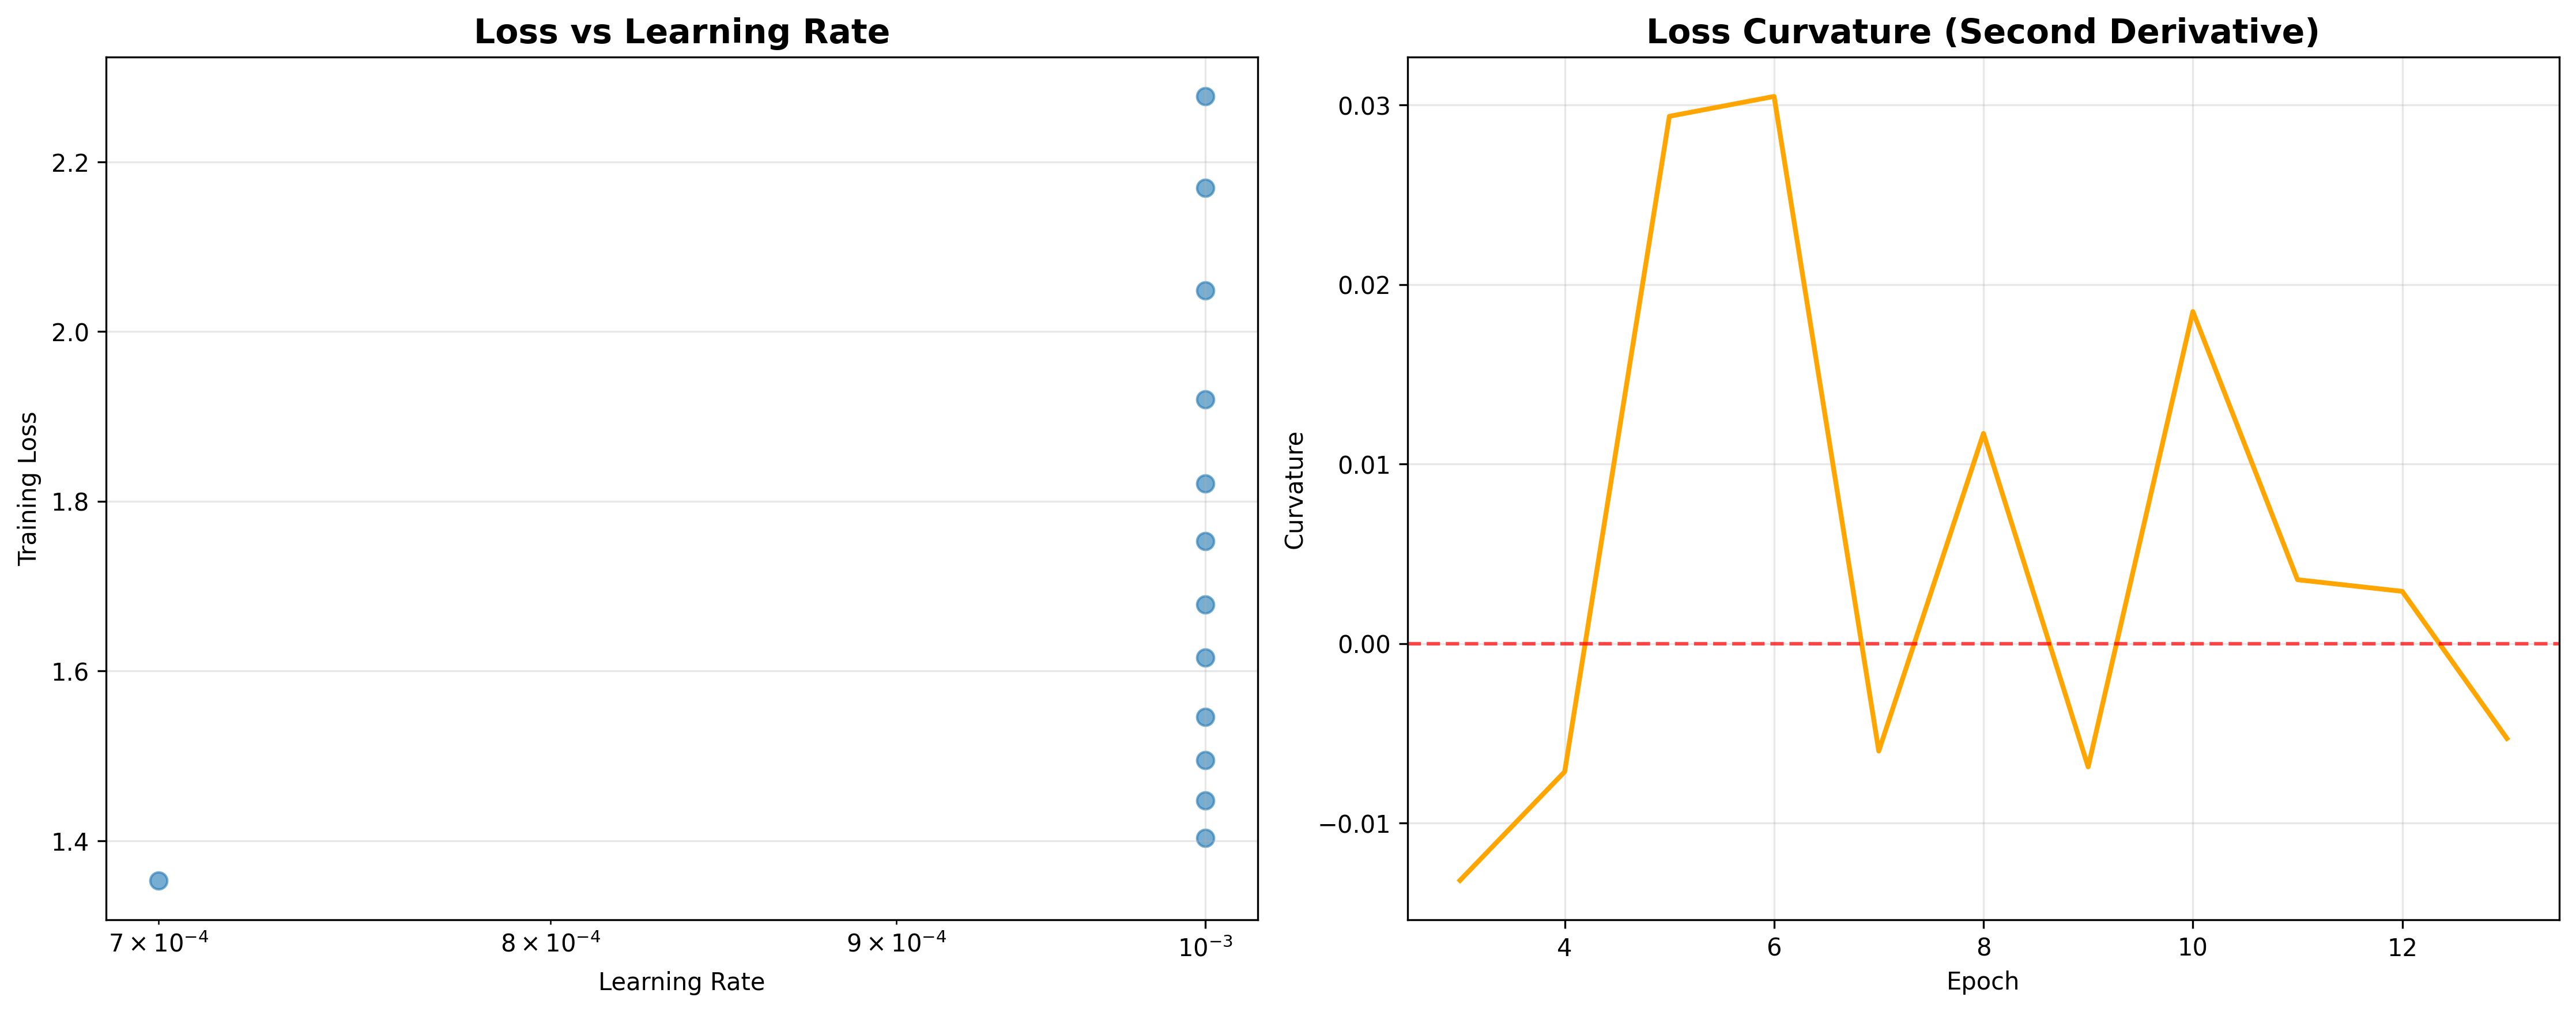 Loss vs Learning Rate
Training Loss
2.2
2.0
1.8
1.6
1.4
7 × 10⁻⁴
8 × 10⁻⁴
9 × 10⁻⁴
10⁻³
Learning Rate
Loss Curvature (Second Derivative)
Curvature
0.03
0.02
0.01
0.00
−0.01
4
6
8
10
12
Epoch